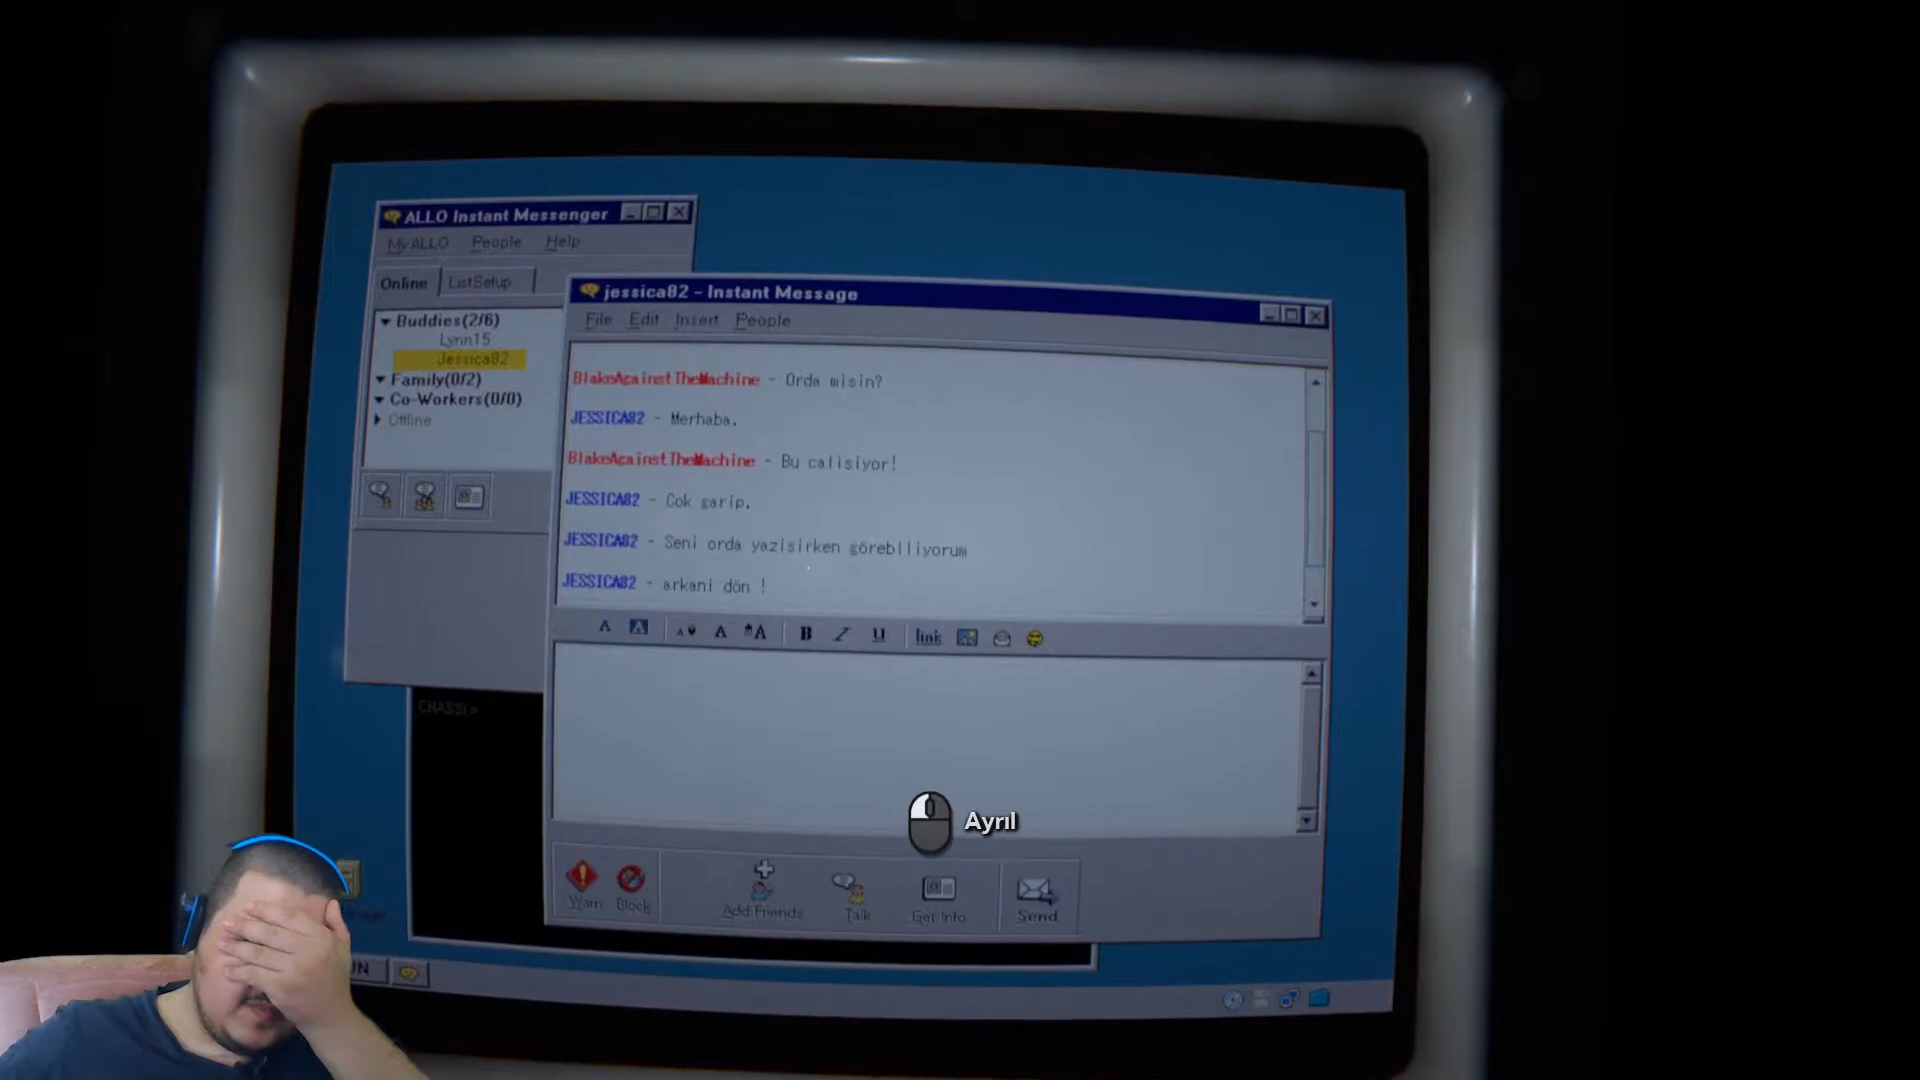 ALLO Instant Messenger
My ALLO People Help
Online ListSetup
Buddies(2/6)
Lynn15
Jessica82
Family(0/2)
Co-Workers(0/0)
Offline
jessica82 - Instant Message
File Edit Insert People
BlakeAgainstTheMachine - Orda misin?
JESSICA82 - Merhaba.
BlakeAgainstTheMachine - Bu calisiyor!
JESSICA82 - Cok garip.
JESSICA82 - Seni orda yazisirken görebiliyorum
JESSICA82 - arkani dön !
A A A A A B I U link
CHASSI>
Ayrıl
Warn Block Add Friends Talk Get Info Send